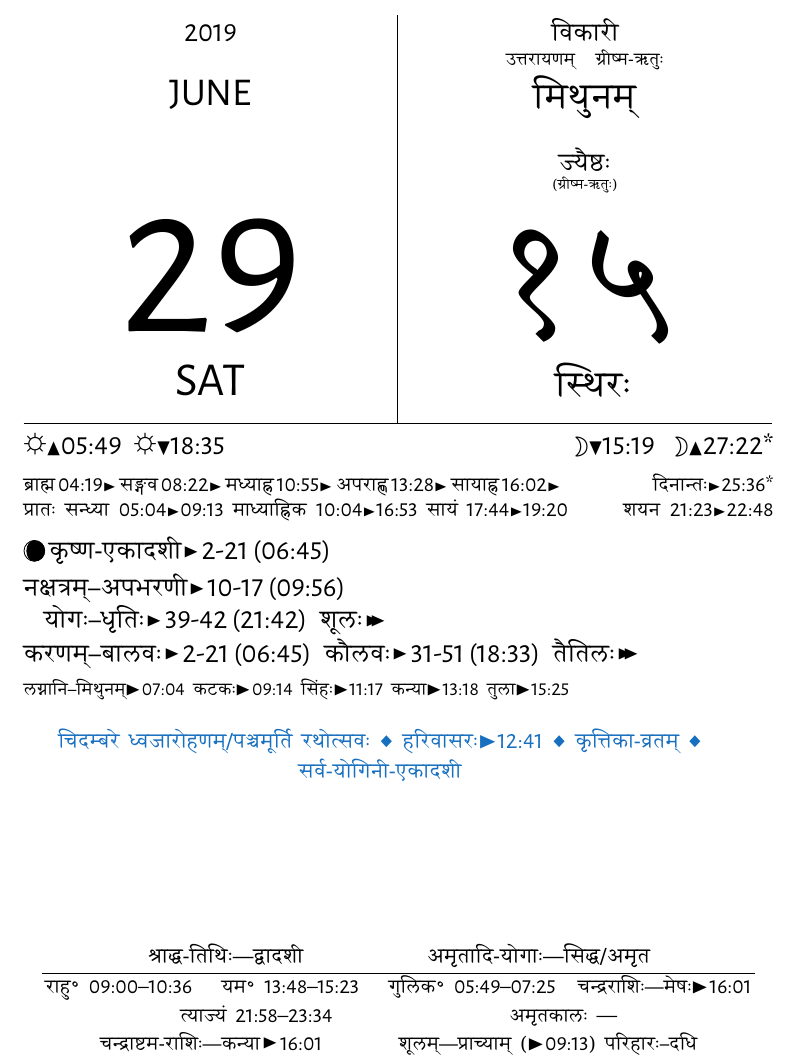 2019
JUNE
29
SAT
विकारी
उत्तरायणम् ग्रीष्म-ऋतुः
मिथुनम्
ज्यैष्ठः
(ग्रीष्म-ऋतुः)
१५
स्थिरः
☼▲05:49 ☼▼18:35 ☽▼15:19 ☽▲27:22*
ब्राह्म 04:19► सङ्गव 08:22► मध्याह्न 10:55► अपराह्ण 13:28► सायाह्न 16:02► दिनान्तः►25:36*
प्रातः सन्ध्या 05:04►09:13 माध्याह्निक 10:04►16:53 सायं 17:44►19:20 शयन 21:23►22:48
कृष्ण-एकादशी►2-21 (06:45)
नक्षत्रम्–अपभरणी►10-17 (09:56)
योगः–धृतिः►39-42 (21:42) शूलः►►
करणम्–बालवः►2-21 (06:45) कौलवः►31-51 (18:33) तैतिलः►►
लग्नानि–मिथुनम्►07:04 कटकः►09:14 सिंहः►11:17 कन्या►13:18 तुला►15:25
चिदम्बरे ध्वजारोहणम्/पञ्चमूर्ति रथोत्सवः ◆ हरिवासरः►12:41 ◆ कृत्तिका-व्रतम् ◆
सर्व-योगिनी-एकादशी
श्राद्ध-तिथिः—द्वादशी अमृतादि-योगाः—सिद्ध/अमृत
राहु° 09:00–10:36 यम° 13:48–15:23 गुलिक° 05:49–07:25 चन्द्रराशिः—मेषः►16:01
त्याज्यं 21:58–23:34 अमृतकालः —
चन्द्राष्टम-राशिः—कन्या►16:01 शूलम्—प्राच्याम् (►09:13) परिहारः–दधि